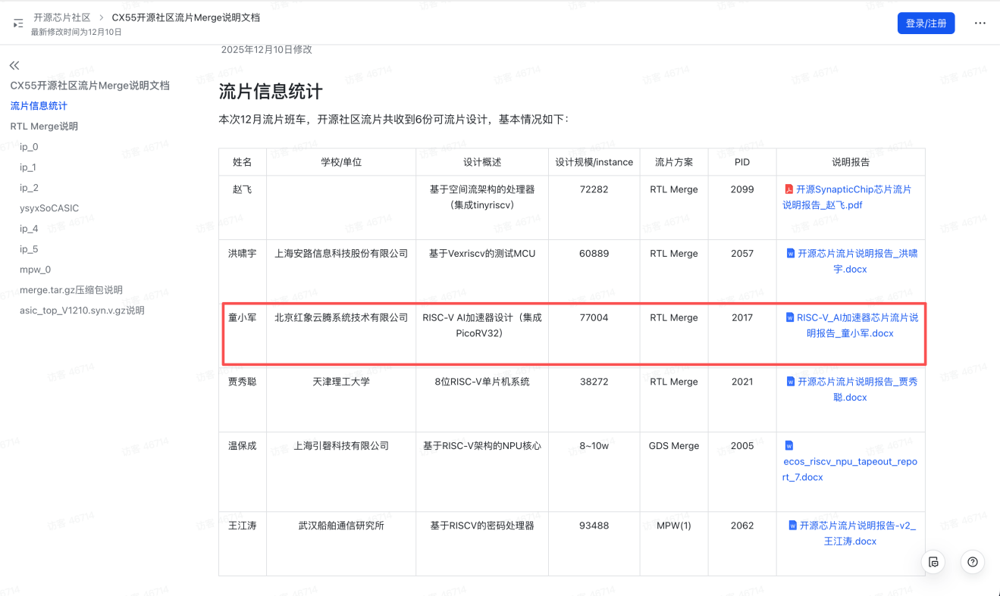 开源芯片社区 > CX55开源社区流片Merge说明文档
最新修改时间为12月10日
登录/注册
CX55开源社区流片Merge说明文档
流片信息统计
RTL Merge说明
ip_0
ip_1
ip_2
ysyxSoCASIC
ip_4
ip_5
mpw_0
merge.tar.gz压缩包说明
asic_top_V1210.syn.v.gz说明
2025年12月10日修改
流片信息统计
本次12月流片班车，开源社区流片共收到6份可流片设计，基本情况如下：
姓名 学校/单位 设计概述 设计规模/instance 流片方案 PID 说明报告
赵飞 基于空间流架构的处理器 72282 RTL Merge 2099 开源SynapticChip芯片流片
（集成tinyriscv） 说明报告_赵飞.pdf
洪啸宇 上海安路信息科技股份有限公司 基于Vexriscv的测试MCU 60889 RTL Merge 2057 开源芯片流片说明报告_洪啸
宇.docx
童小军 北京红象云腾系统技术有限公司 RISC-V AI加速器设计（集成 77004 RTL Merge 2017 RISC-V_AI加速器芯片流片说
PicoRV32） 明报告_童小军.docx
贾秀聪 天津理工大学 8位RISC-V单片机系统 38272 RTL Merge 2021 开源芯片流片说明报告_贾秀
聪.docx
温保成 上海引磬科技有限公司 基于RISC-V架构的NPU核心 8~10w GDS Merge 2005
ecos_riscv_npu_tapeout_repo
rt_7.docx
王江涛 武汉船舶通信研究所 基于RISCV的密码处理器 93488 MPW(1) 2062 开源芯片流片说明报告-v2_
王江涛.docx
访客 46714